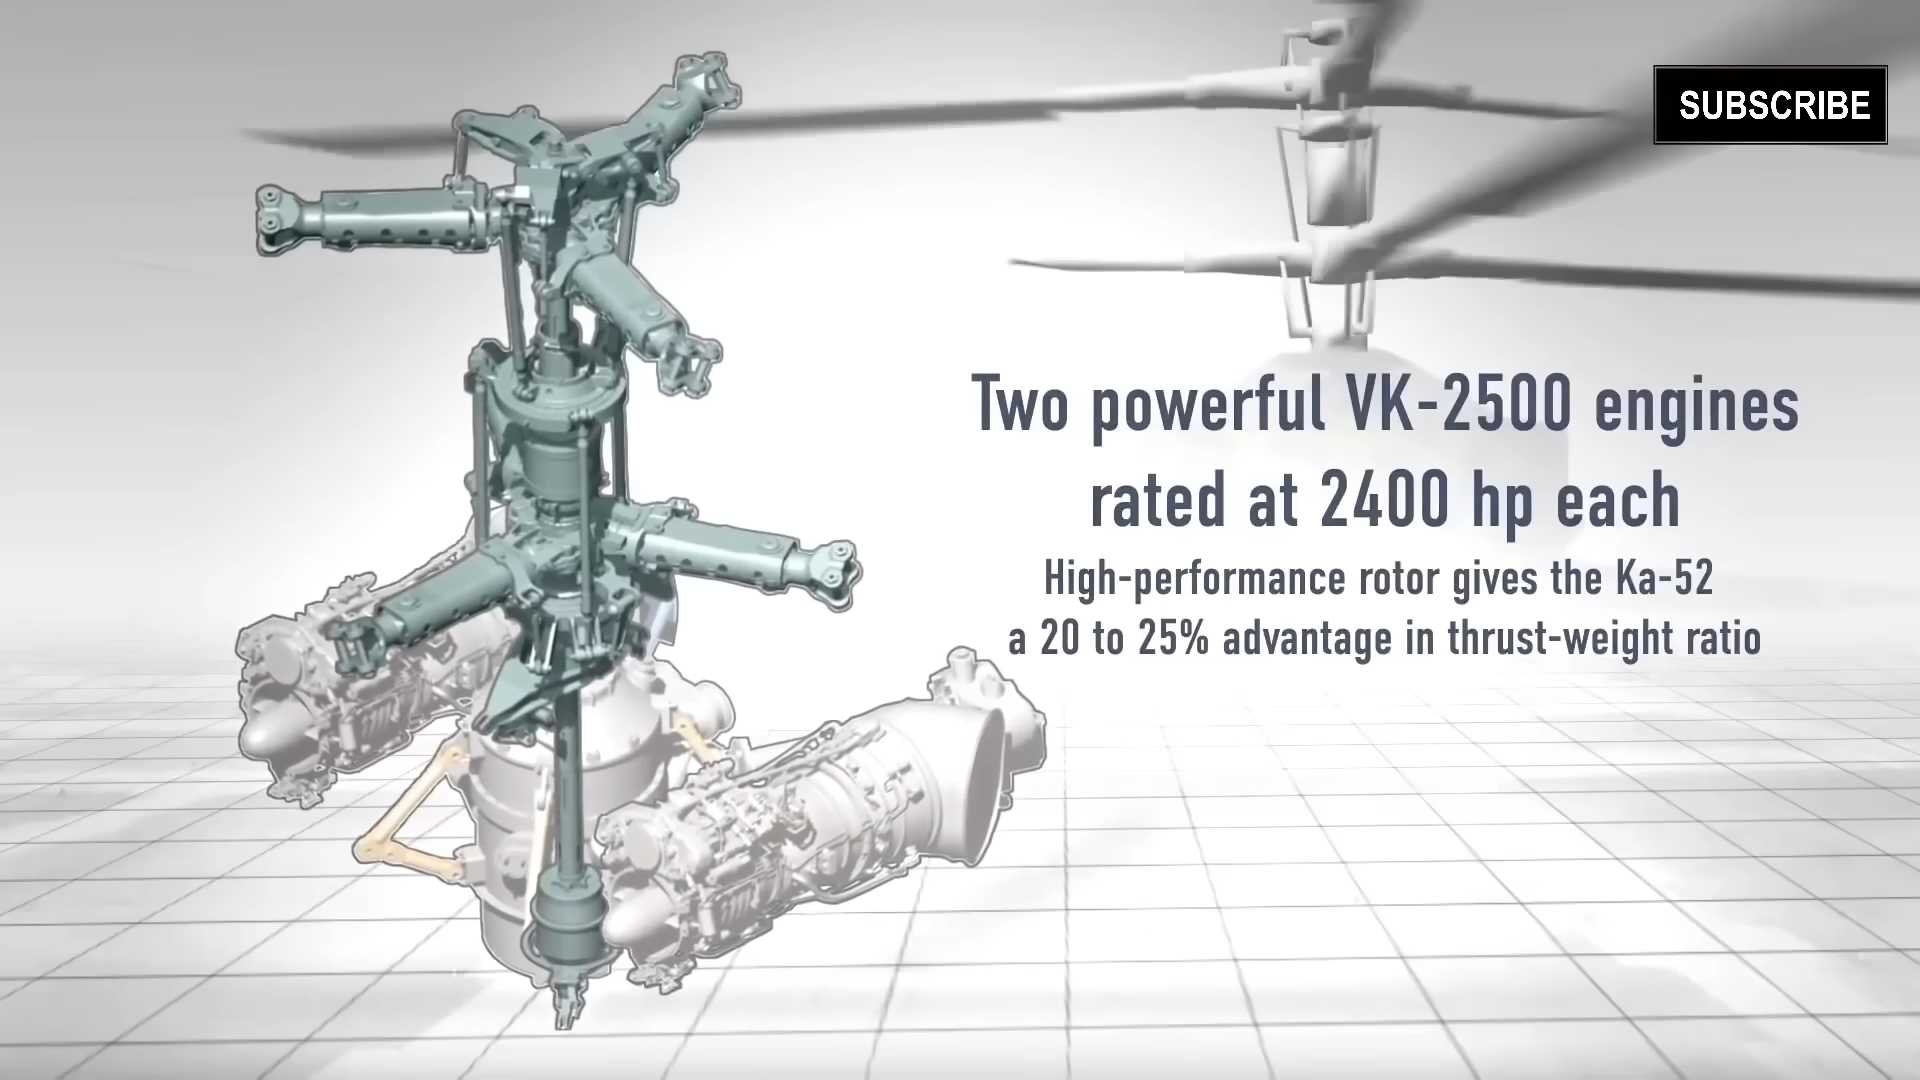 SUBSCRIBE
Two powerful VK-2500 engines
rated at 2400 hp each
High-performance rotor gives the Ka-52
a 20 to 25% advantage in thrust-weight ratio